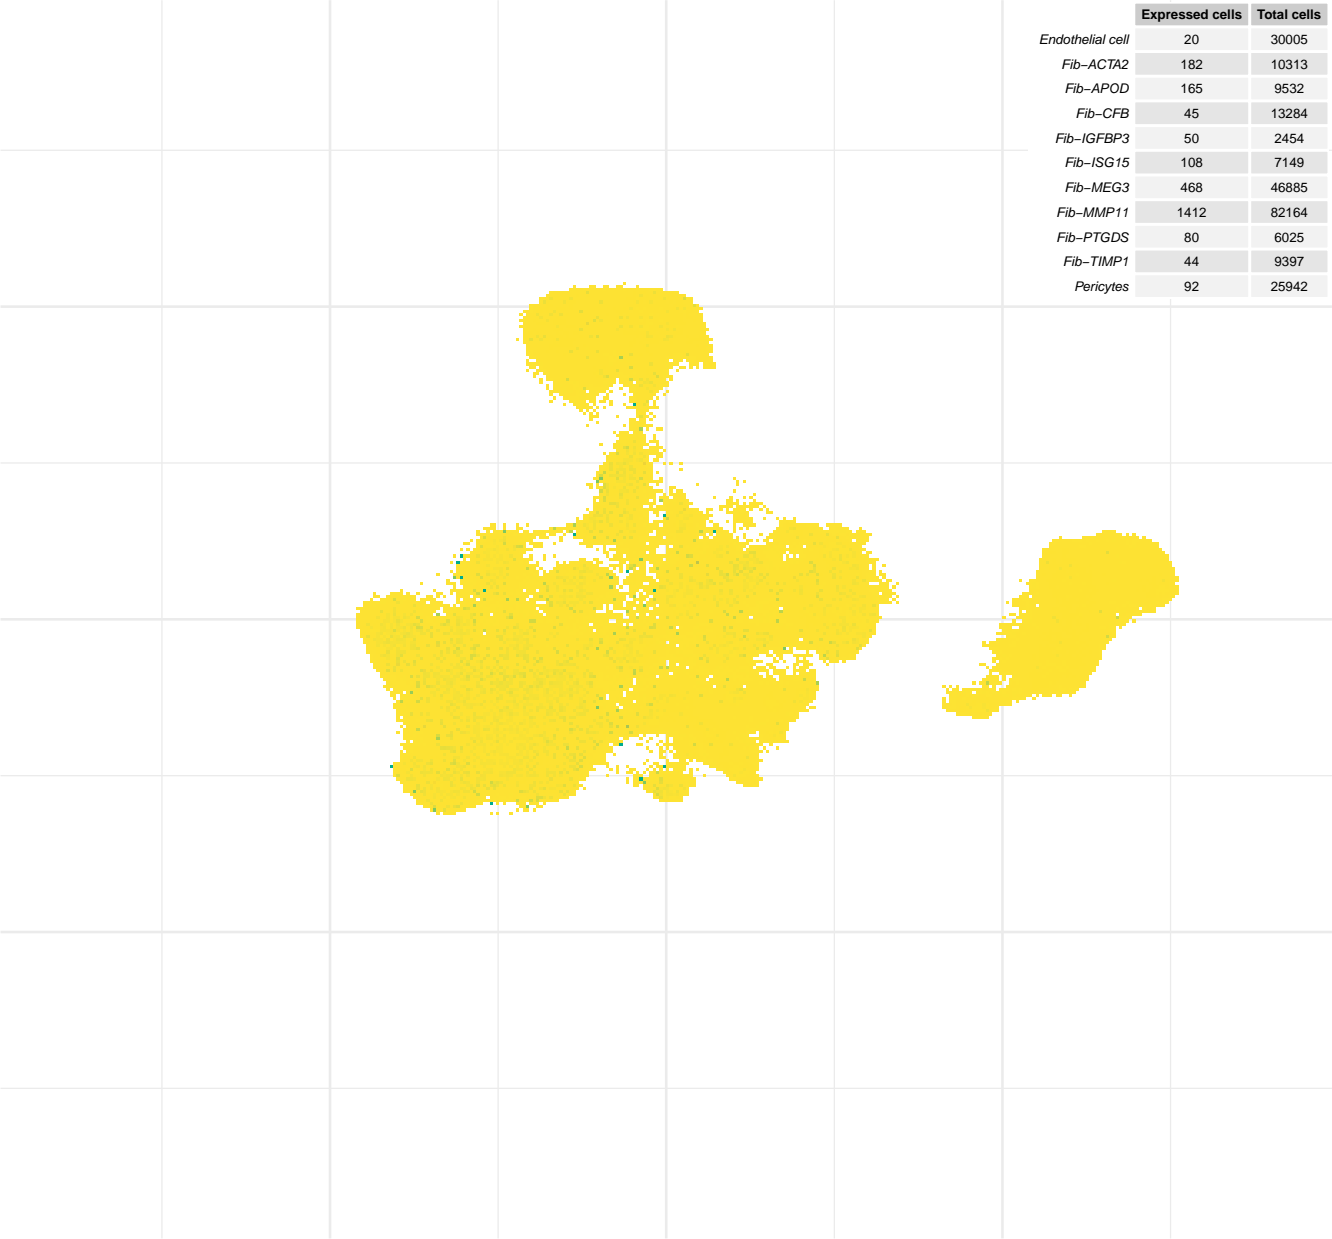 Expressed cells Total cells
Endothelial cell 20 30005
Fib−ACTA2 182 10313
Fib−APOD 165 9532
Fib−CFB 45 13284
Fib−IGFBP3 50 2454
Fib−ISG15 108 7149
Fib−MEG3 468 46885
Fib−MMP11 1412 82164
Fib−PTGDS 80 6025
Fib−TIMP1 44 9397
Pericytes 92 25942